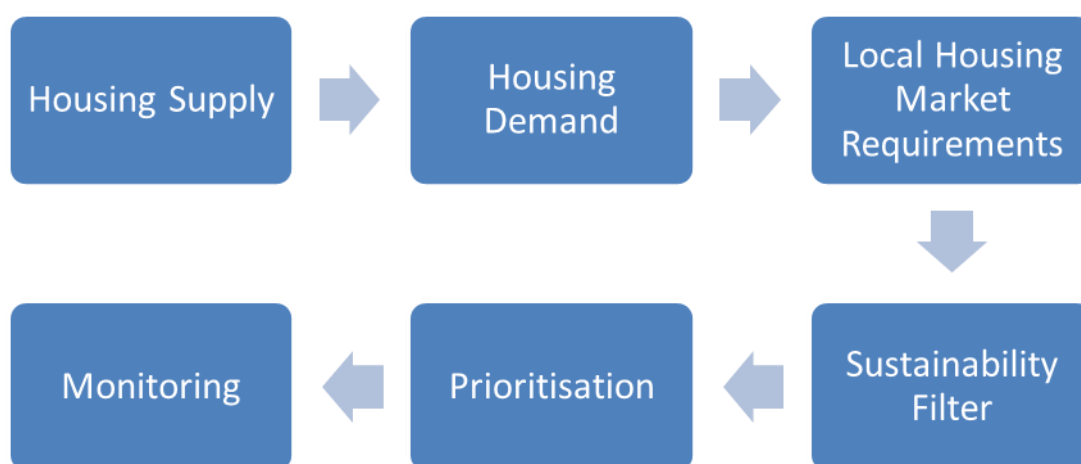 Housing Supply
Housing
Demand
Local Housing
Market
Requirements
Sustainability
Filter
Prioritisation
Monitoring